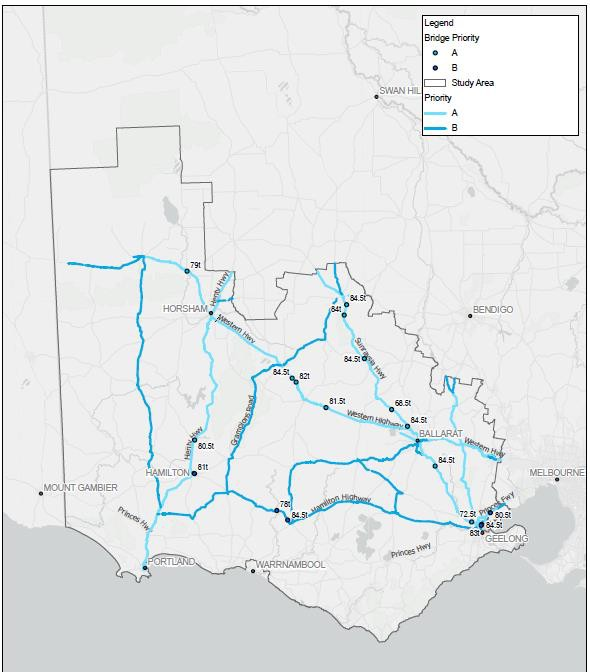 Legend
Bridge Priority
A
B
Study Area
Priority
A
B
SWAN HIL
79t
Henty Hwy
HORSHAM
Western Hwy
84.5t
84t
BENDIGO
Sunraysia Hwy
84.5t
84.5t
82t
81.5t
68.5t
Grampians Road
Western Highway
84.5t
BALLARAT
Western Hwy
Henty Hwy
80.5t
84.5t
HAMILTON
81t
MELBOURNE
MOUNT GAMBIER
78t
Hamilton Highway
84.5t
Princes Hw
Princes Fwy
72.5t
80.5t
84.5t
83t
GEELONG
Princes Hwy
PORTLAND
WARRNAMBOOL